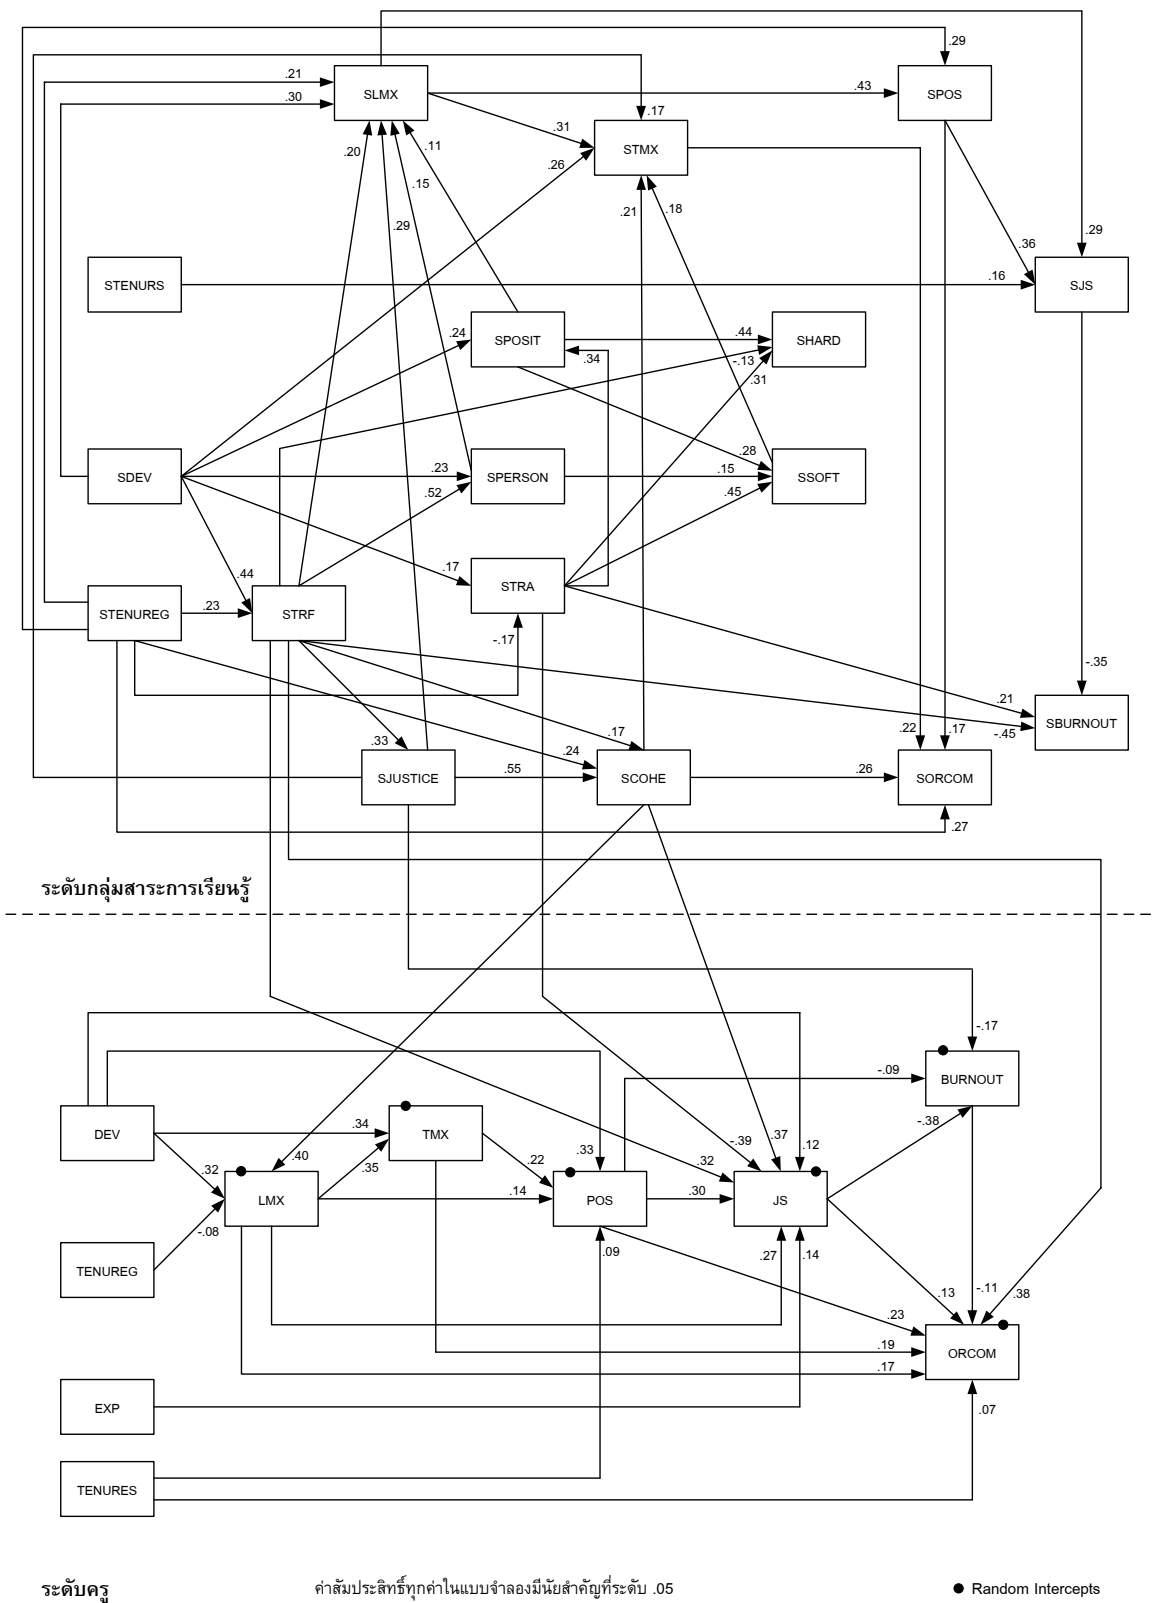 .29
.21
SLMX
.43
SPOS
.30
.17
.31
STMX
.20
.11
.26
.15
.21
.18
.29
.36
.29
STENURS
.16
SJS
.24
SPOSIT
.44
SHARD
.34
-.13
.31
.28
SDEV
.23
SPERSON
.15
SSOFT
.52
.45
.17
STRA
.44
STENUREG
.23
STRF
-.17
-.35
.21
SBURNOUT
.17
-.45
.33
.24
.22
.17
SJUSTICE
.55
SCOHE
.26
SORCOM
.27
ระดับกลุ่มสาระการเรียนรู้
-.17
-.09
BURNOUT
DEV
.34
TMX
-.38
.40
.33
-.39
.37
.12
.32
.35
.22
.32
LMX
.14
POS
.30
JS
-.08
.09
.27
.14
TENUREG
.13
-.11
.38
.23
.19
ORCOM
.17
EXP
.07
TENURES
ระดับครู
ค่าสัมประสิทธิ์ทุกค่าในแบบจำลองมีนัยสำคัญที่ระดับ .05
Random Intercepts